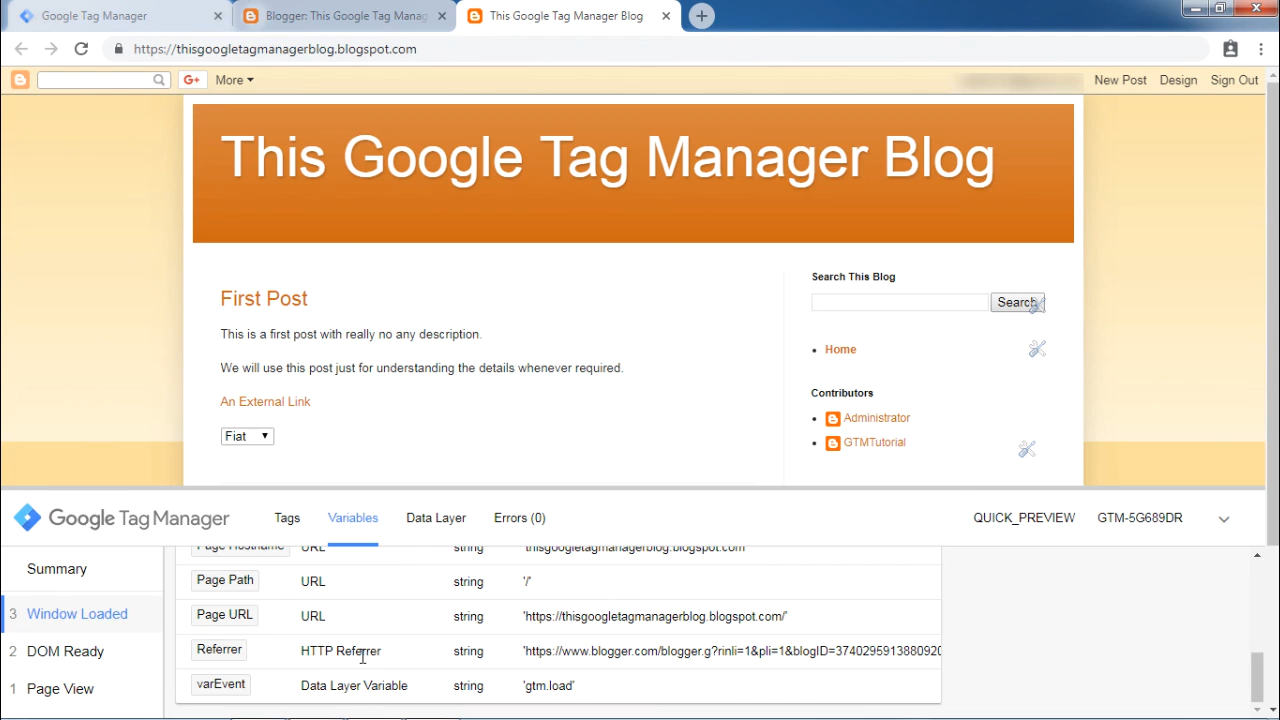 Google Tag Manager
Blogger: This Google Tag Manag
This Google Tag Manager Blog
https://thisgoogletagmanagerblog.blogspot.com
G+ More New Post Design Sign Out
This Google Tag Manager Blog
First Post
This is a first post with really no any description.
We will use this post just for understanding the details whenever required.
An External Link
Fiat
Search This Blog
Search
Home
Contributors
Administrator
GTMTutorial
Google Tag Manager Tags Variables Data Layer Errors (0) QUICK_PREVIEW GTM-5G689DR
Summary
3 Window Loaded
2 DOM Ready
1 Page View
Page Hostname URL string 'thisgoogletagmanagerblog.blogspot.com'
Page Path URL string '/'
Page URL URL string 'https://thisgoogletagmanagerblog.blogspot.com/'
Referrer HTTP Referrer string 'https://www.blogger.com/blogger.g?rinli=1&pli=1&blogID=3740295913880920
varEvent Data Layer Variable string 'gtm.load'